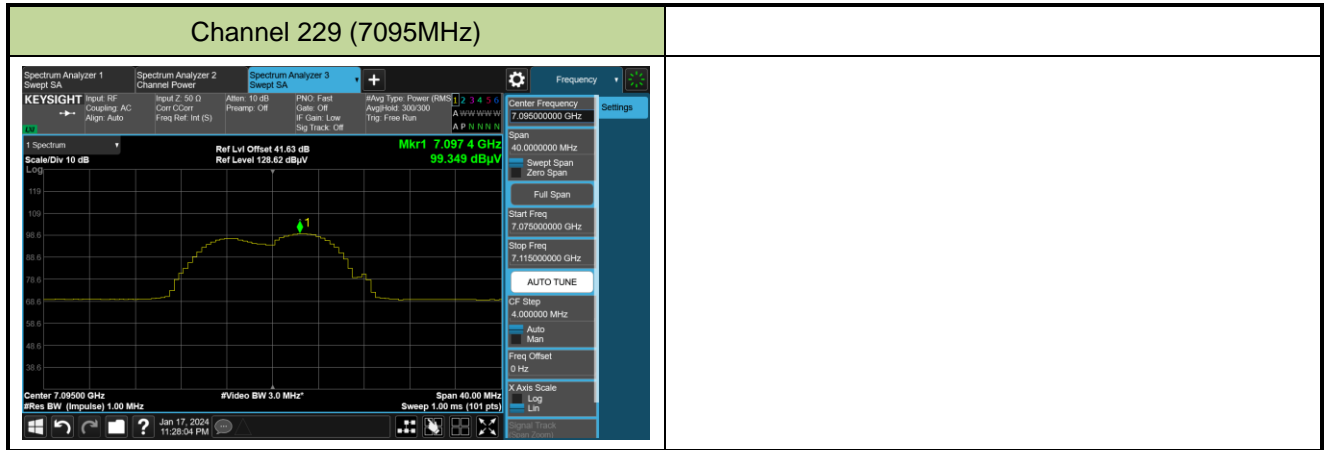 Channel 229 (7095MHz)
Spectrum Analyzer 1
Swept SA
Spectrum Analyzer 2
Channel Power
Spectrum Analyzer 3
Swept SA
Frequency
KEYSIGHT
Input: RF
Coupling: AC
Align: Auto
Input Z: 50 Ω
Corr CCorr
Freq Ref: Int (S)
Atten: 10 dB
Preamp: Off
PNO: Fast
Gate: Off
IF Gain: Low
Sig Track: Off
#Avg Type: Power (RMS
Avg|Hold: 300/300
Trig: Free Run
1 2 3 4 5 6
A W W W W W
A P N N N N
Center Frequency
7.095000000 GHz
Settings
Span
40.0000000 MHz
Swept Span
Zero Span
Full Span
Start Freq
7.075000000 GHz
Stop Freq
7.115000000 GHz
AUTO TUNE
CF Step
4.000000 MHz
Auto
Man
Freq Offset
0 Hz
X Axis Scale
Log
Lin
Signal Track
(Span Zoom)
1 Spectrum
Scale/Div 10 dB
Log
Ref Lvl Offset 41.63 dB
Ref Level 128.62 dBµV
Mkr1 7.097 4 GHz
99.349 dBµV
119
109
98.6
88.6
78.6
68.6
58.6
48.6
38.6
1
Center 7.09500 GHz
#Res BW (Impulse) 1.00 MHz
#Video BW 3.0 MHz*
Span 40.00 MHz
Sweep 1.00 ms (101 pts)
Jan 17, 2024
11:28:04 PM